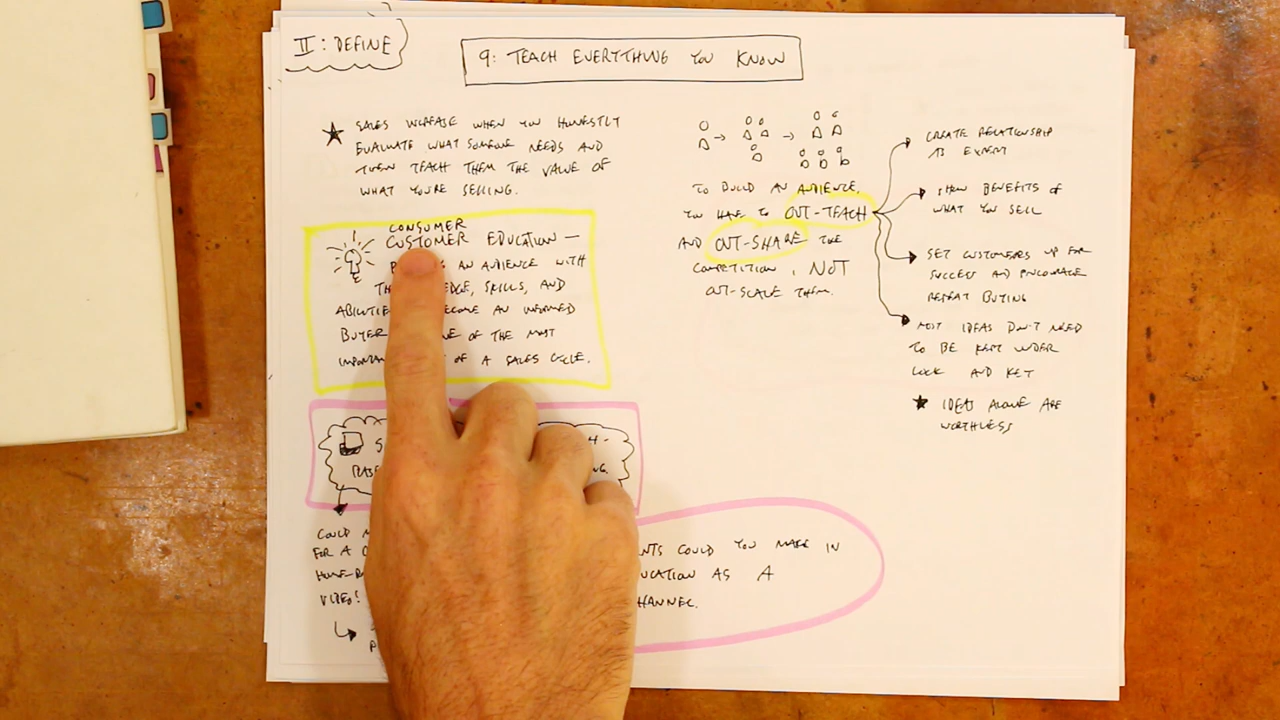 II: DEFINE
9: TEACH EVERYTHING YOU KNOW
SALES INCREASE WHEN YOU HONESTLY
EVALUATE WHAT SOMEONE NEEDS AND
THEN TEACH THEM THE VALUE OF
WHAT YOU'RE SELLING.
CONSUMER
CUSTOMER EDUCATION —
AN AUDIENCE WITH
SKILLS, AND
AN INFORMED
BUYER OF THE MOST
OF A SALES CYCLE.
COULD
FOR A
VIDEO!
TO BUILD AN AUDIENCE,
YOU HAVE TO OUT-TEACH
AND OUT-SHARE THE
COMPETITION, NOT
OUT-SCALE THEM.
CREATE RELATIONSHIP
AS EXPERT
SHOW BENEFITS OF
WHAT YOU SELL
SET CUSTOMERS UP FOR
SUCCESS AND ENCOURAGE
REPEAT BUYING
MOST IDEAS DON'T NEED
TO BE KEPT UNDER
LOCK AND KEY
IDEAS ALONE ARE
WORTHLESS
COULD YOU MAKE IN
AS A